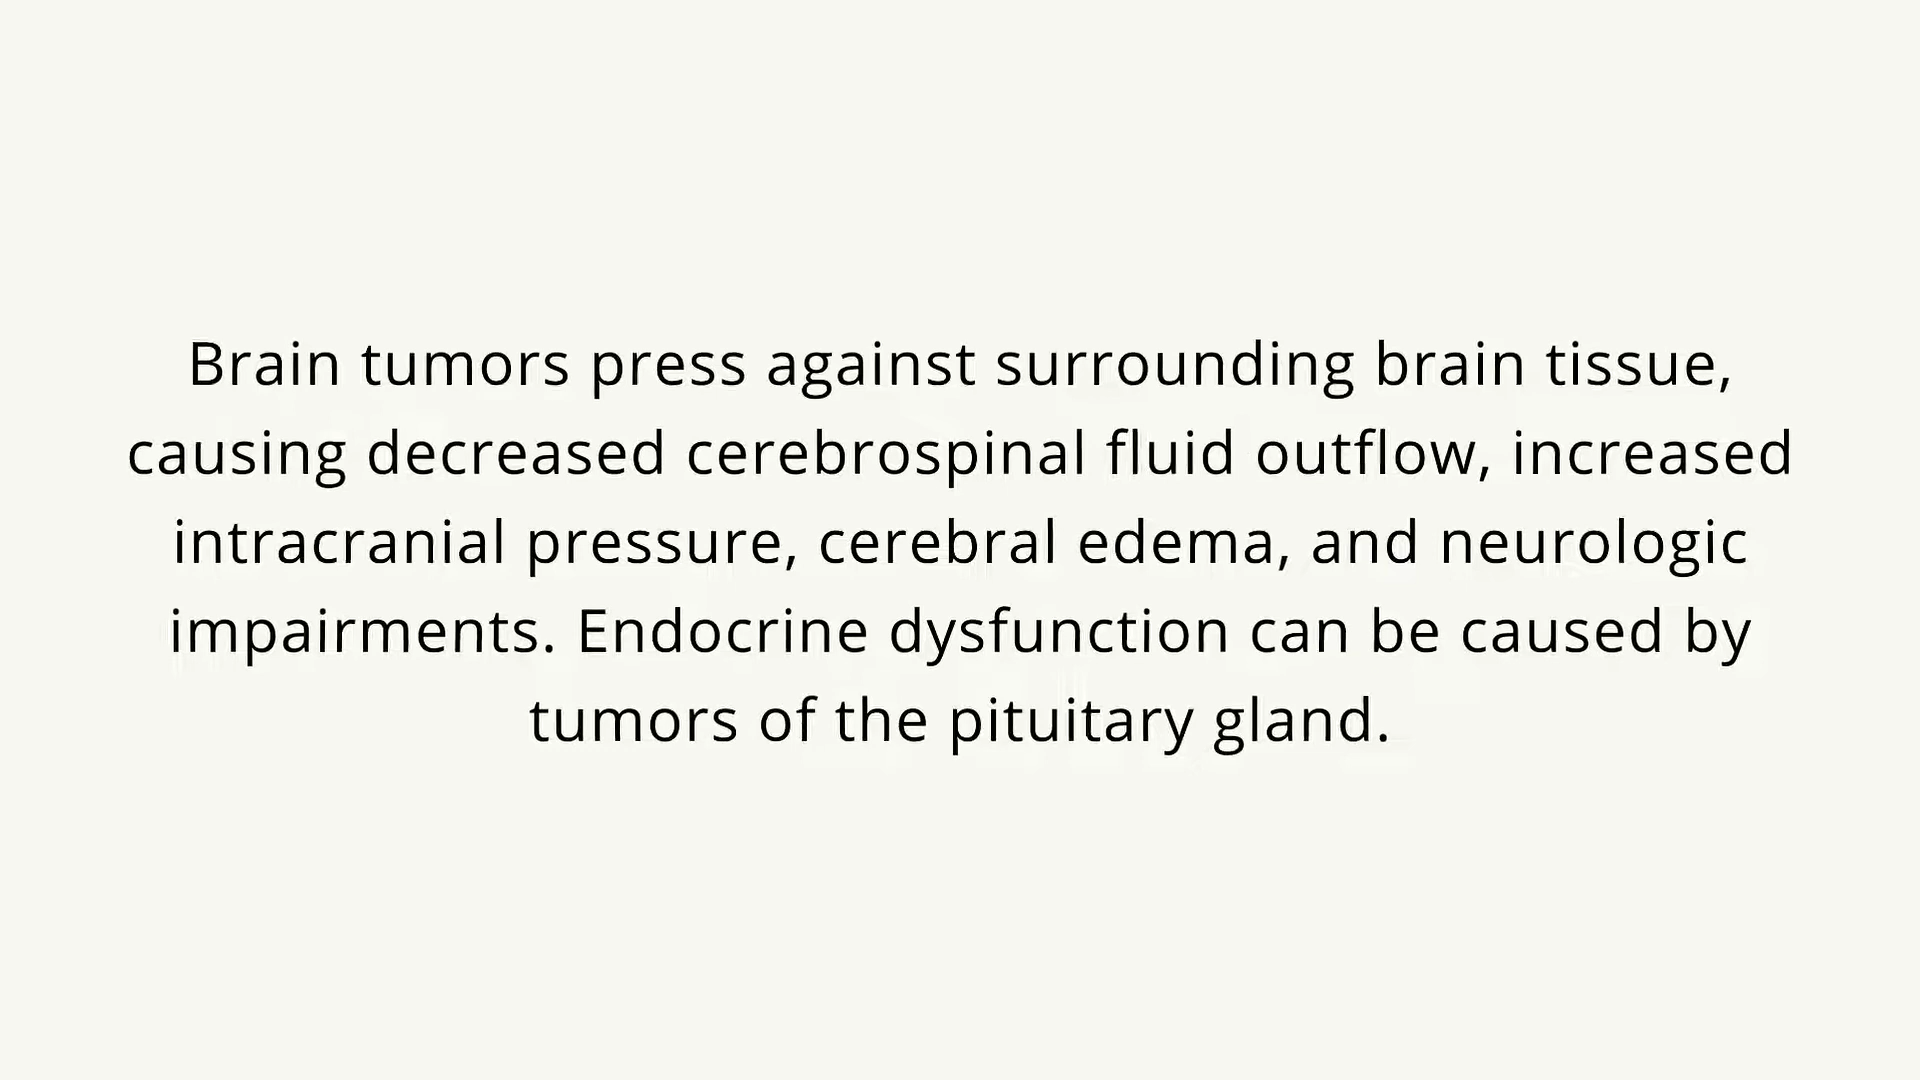 Brain tumors press against surrounding brain tissue,
causing decreased cerebrospinal fluid outflow, increased
intracranial pressure, cerebral edema, and neurologic
impairments. Endocrine dysfunction can be caused by
tumors of the pituitary gland.